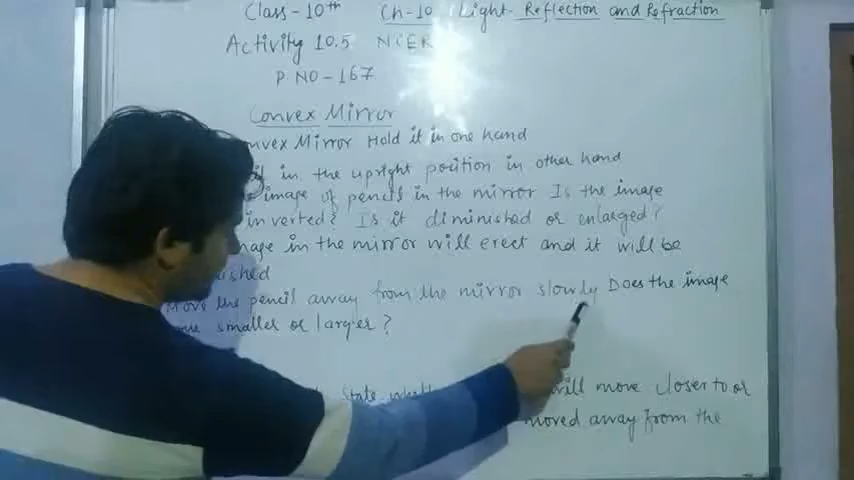 Class-10th Ch-10 Light-Reflection and Refraction
Activity 10.5 NCER
P NO-167
Convex Mirror
nvex Mirror Hold it in one hand
il in the upright position in other hand
image of pencil in the mirror Is the image
inverted? Is it diminished or enlarged?
mage in the mirror will erect and it will be
nished
Move the pencil away from the mirror slowly Does the image
smaller or larger?
State will move closer to or
moved away from the